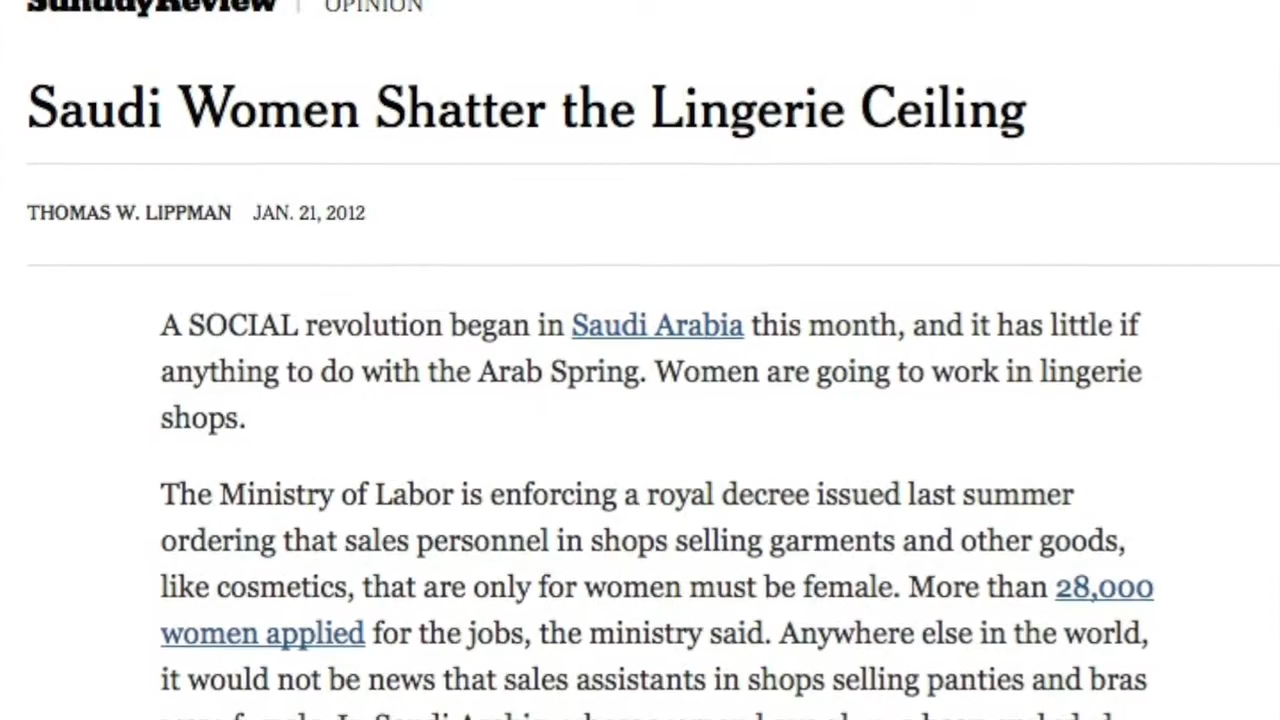 SundayReview | OPINION
Saudi Women Shatter the Lingerie Ceiling
THOMAS W. LIPPMAN JAN. 21, 2012
A SOCIAL revolution began in Saudi Arabia this month, and it has little if
anything to do with the Arab Spring. Women are going to work in lingerie
shops.
The Ministry of Labor is enforcing a royal decree issued last summer
ordering that sales personnel in shops selling garments and other goods,
like cosmetics, that are only for women must be female. More than 28,000
women applied for the jobs, the ministry said. Anywhere else in the world,
it would not be news that sales assistants in shops selling panties and bras